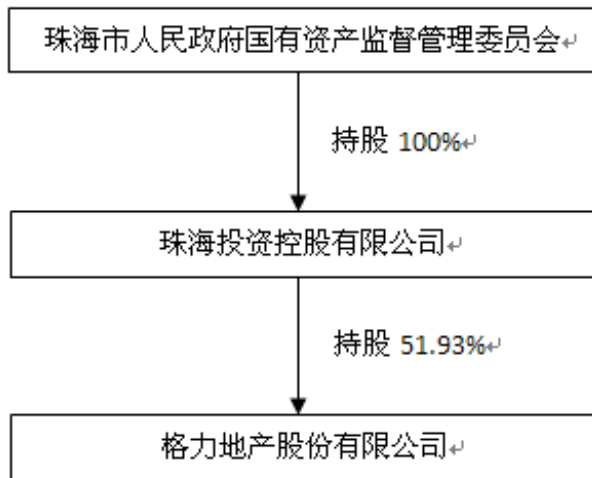 珠海市人民政府国有资产监督管理委员会
持股 100%
珠海投资控股有限公司
持股 51.93%
格力地产股份有限公司